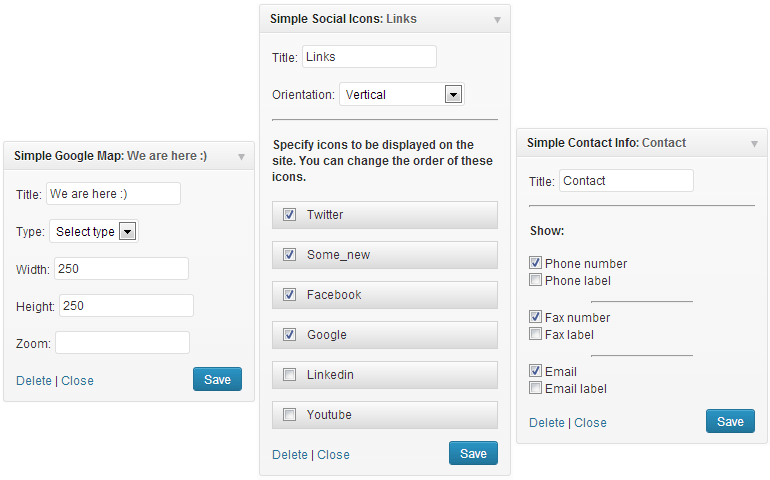 Simple Google Map: We are here :)
Title: We are here :)
Type: Select type
Width: 250
Height: 250
Zoom:
Delete | Close
Save
Simple Social Icons: Links
Title: Links
Orientation: Vertical
Specify icons to be displayed on the
site. You can change the order of these
icons.
Twitter
Some_new
Facebook
Google
Linkedin
Youtube
Delete | Close
Save
Simple Contact Info: Contact
Title: Contact
Show:
Phone number
Phone label
Fax number
Fax label
Email
Email label
Delete | Close
Save